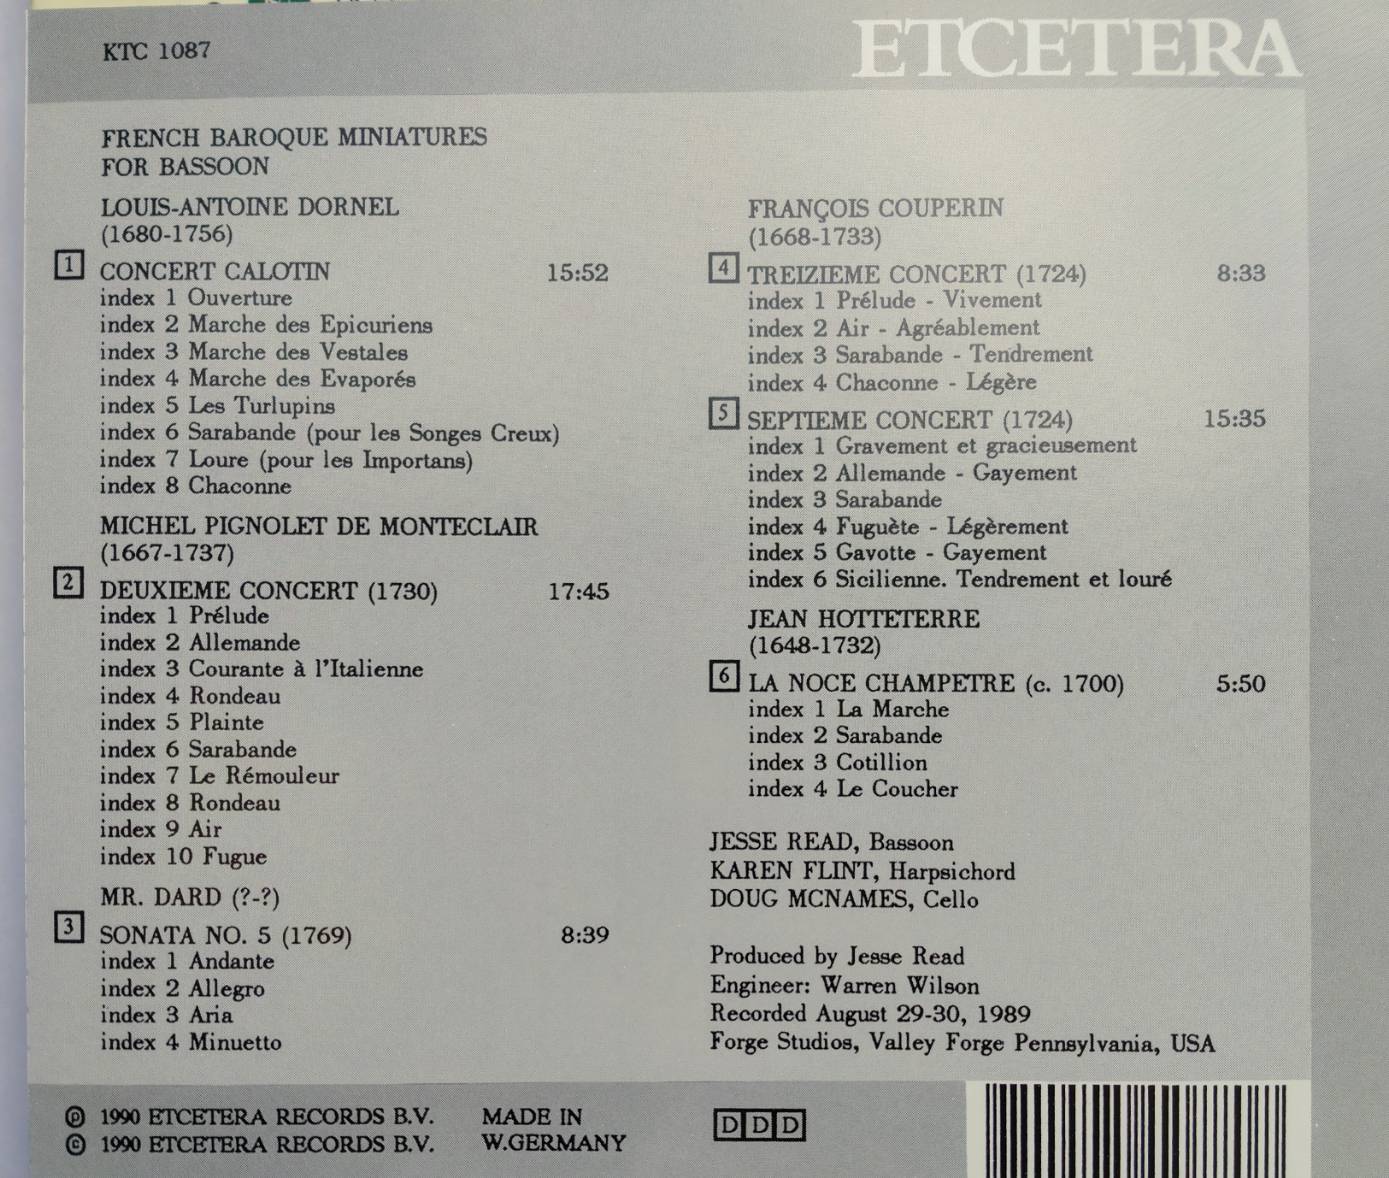 KTC 1087
ETCETERA
FRENCH BAROQUE MINIATURES
FOR BASSOON
LOUIS-ANTOINE DORNEL
(1680-1756)
1 CONCERT CALOTIN 15:52
index 1 Ouverture
index 2 Marche des Epicuriens
index 3 Marche des Vestales
index 4 Marche des Evaporés
index 5 Les Turlupins
index 6 Sarabande (pour les Songes Creux)
index 7 Loure (pour les Importans)
index 8 Chaconne
MICHEL PIGNOLET DE MONTECLAIR
(1667-1737)
2 DEUXIEME CONCERT (1730) 17:45
index 1 Prélude
index 2 Allemande
index 3 Courante à l'Italienne
index 4 Rondeau
index 5 Plainte
index 6 Sarabande
index 7 Le Rémouleur
index 8 Rondeau
index 9 Air
index 10 Fugue
MR. DARD (?-?)
3 SONATA NO. 5 (1769) 8:39
index 1 Andante
index 2 Allegro
index 3 Aria
index 4 Minuetto
FRANÇOIS COUPERIN
(1668-1733)
4 TREIZIEME CONCERT (1724) 8:33
index 1 Prélude - Vivement
index 2 Air - Agréablement
index 3 Sarabande - Tendrement
index 4 Chaconne - Légère
5 SEPTIEME CONCERT (1724) 15:35
index 1 Gravement et gracieusement
index 2 Allemande - Gayement
index 3 Sarabande
index 4 Fuguète - Légèrement
index 5 Gavotte - Gayement
index 6 Sicilienne. Tendrement et louré
JEAN HOTTETERRE
(1648-1732)
6 LA NOCE CHAMPETRE (c. 1700) 5:50
index 1 La Marche
index 2 Sarabande
index 3 Cotillion
index 4 Le Coucher
JESSE READ, Bassoon
KAREN FLINT, Harpsichord
DOUG MCNAMES, Cello
Produced by Jesse Read
Engineer: Warren Wilson
Recorded August 29-30, 1989
Forge Studios, Valley Forge Pennsylvania, USA
℗ 1990 ETCETERA RECORDS B.V.
© 1990 ETCETERA RECORDS B.V.
MADE IN
W.GERMANY
DDD